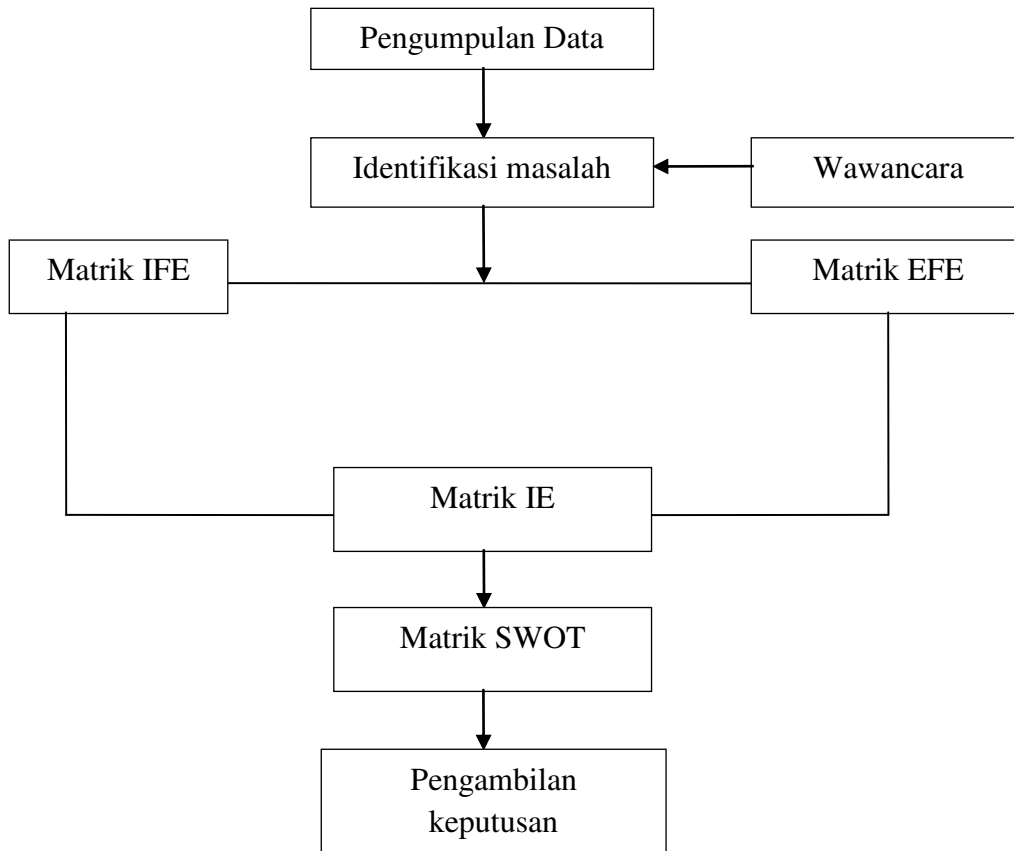 Pengumpulan Data
Identifikasi masalah
Wawancara
Matrik IFE
Matrik EFE
Matrik IE
Matrik SWOT
Pengambilan
keputusan